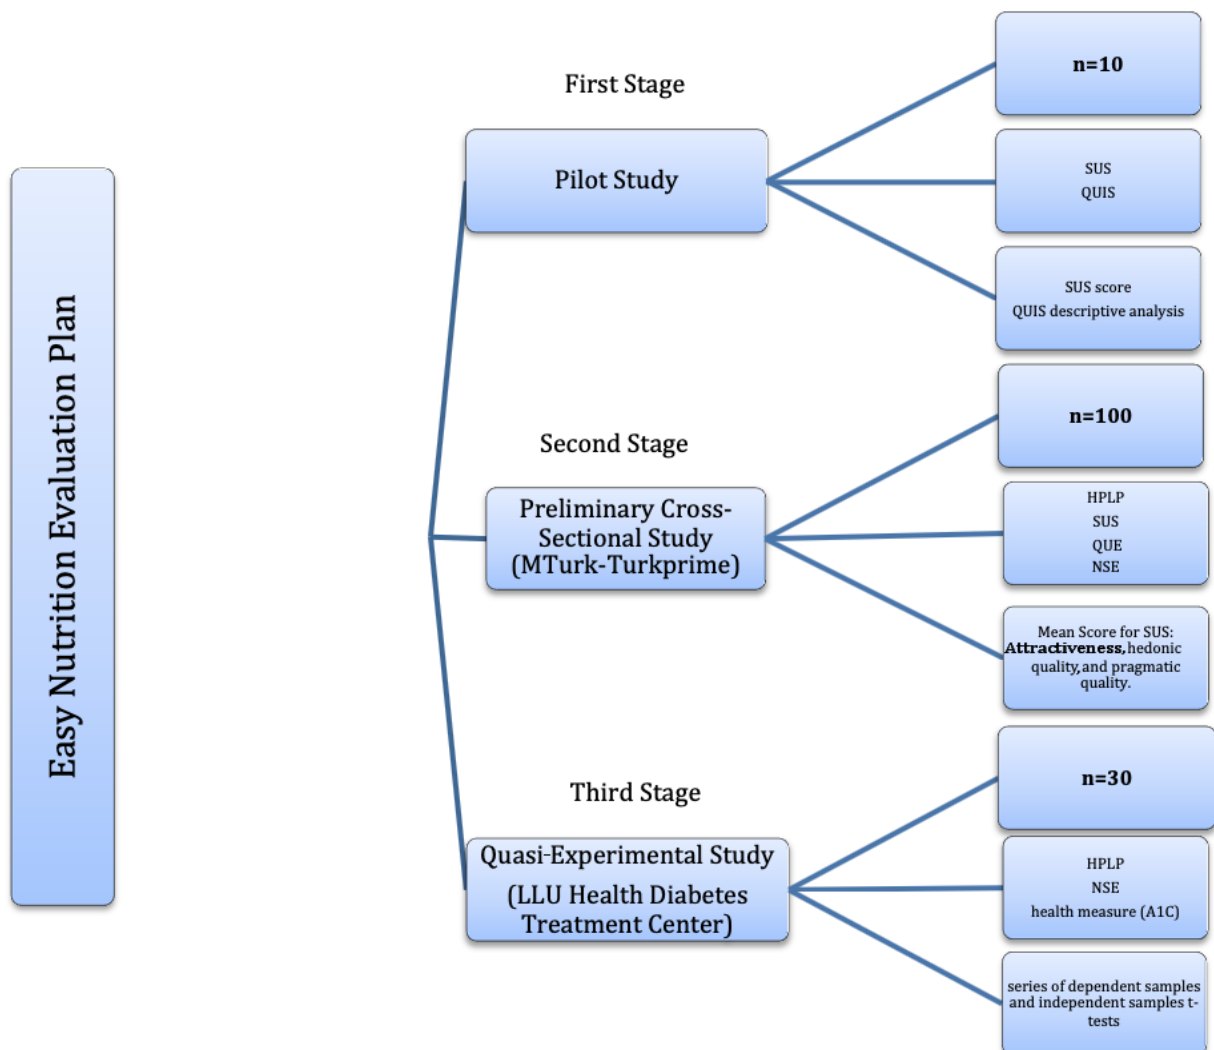 Easy Nutrition Evaluation Plan
First Stage
Pilot Study
n=10
SUS
QUIS
SUS score
QUIS descriptive analysis
Second Stage
Preliminary Cross-
Sectional Study
(MTurk-Turkprime)
n=100
HPLP
SUS
QUE
NSE
Mean Score for SUS:
Attractiveness, hedonic
quality, and pragmatic
quality.
Third Stage
Quasi-Experimental Study
(LLU Health Diabetes
Treatment Center)
n=30
HPLP
NSE
health measure (A1C)
series of dependent samples
and independent samples t-
tests